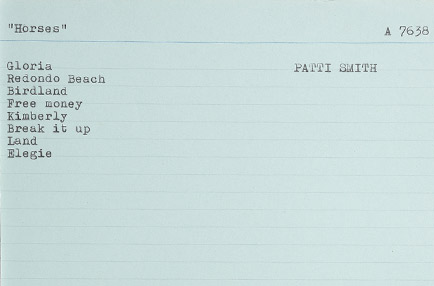 "Horses" A 7638
Gloria PATTI SMITH
Redondo Beach
Birdland
Free money
Kimberly
Break it up
Land
Elegie